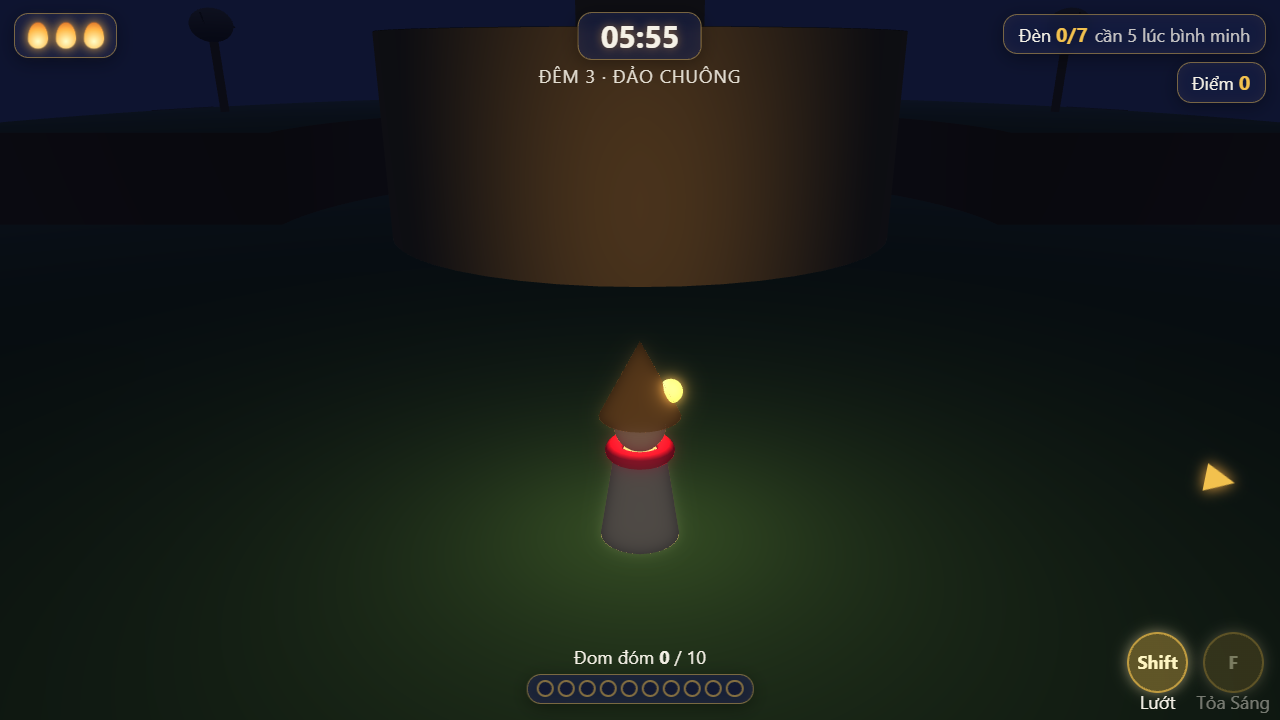 05:55
ĐÊM 3 · ĐẢO CHUÔNG
Đèn 0/7 cần 5 lúc bình minh
Điểm 0
Đom đóm 0 / 10
Shift
Lướt
F
Tỏa Sáng